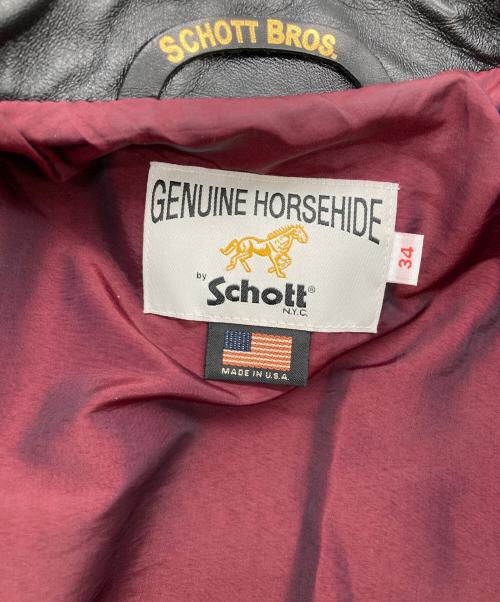 SCHOTT BROS.
GENUINE HORSEHIDE
34
by Schott®
N.Y.C.
MADE IN U.S.A.